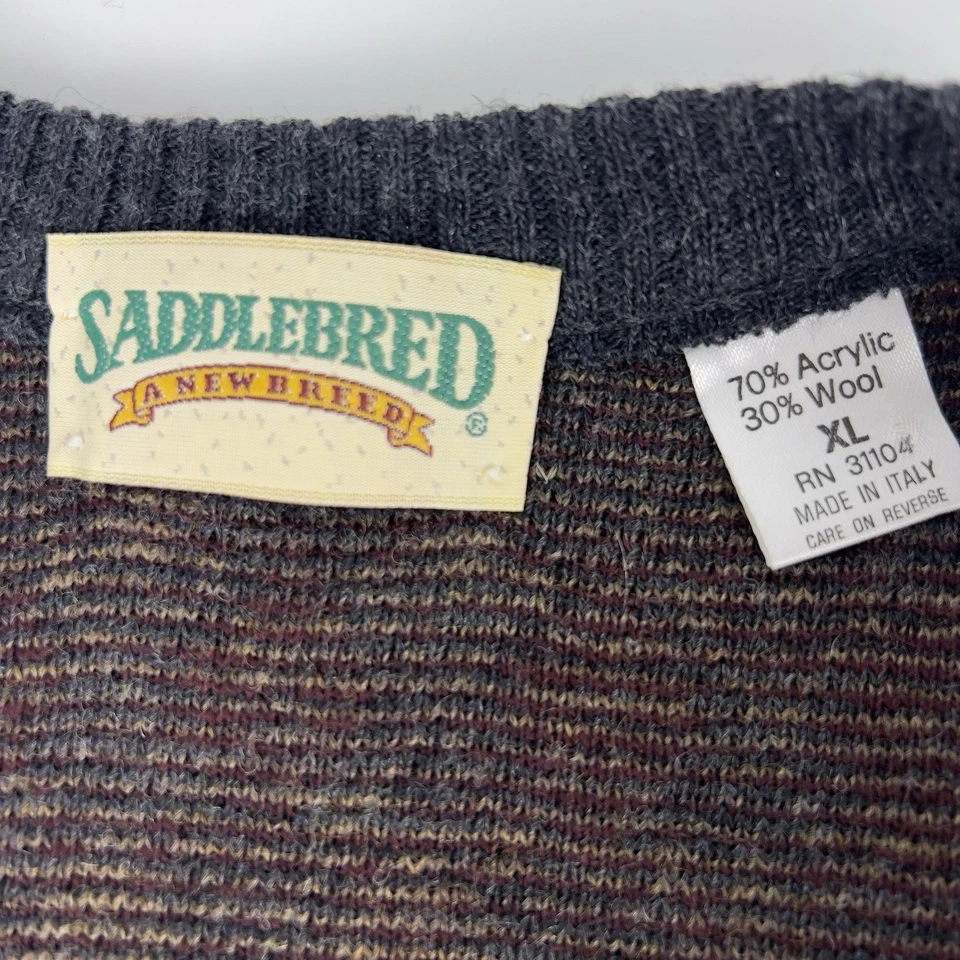 SADDLEBRED
A NEW BREED
®
70% Acrylic
30% Wool
XL
RN 31104
MADE IN ITALY
CARE ON REVERSE